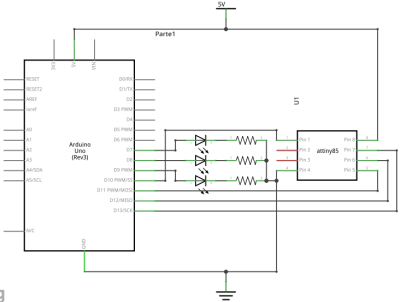 5V
Parte1
3V3
5V
VIN
RESET
RESET2
AREF
ioref
A0
A1
A2
A3
A4/SDA
A5/SCL
N/C
GND
Arduino
Uno
(Rev3)
D0/RX
D1/TX
D2
D3 PWM
D4
D5 PWM
D6 PWM
D7
D8
D9 PWM
D10 PWM/SS
D11 PWM/MOSI
D12/MISO
D13/SCK
U1
attiny85
Pin 1
Pin 2
Pin 3
Pin 4
Pin 8
Pin 7
Pin 6
Pin 5
g